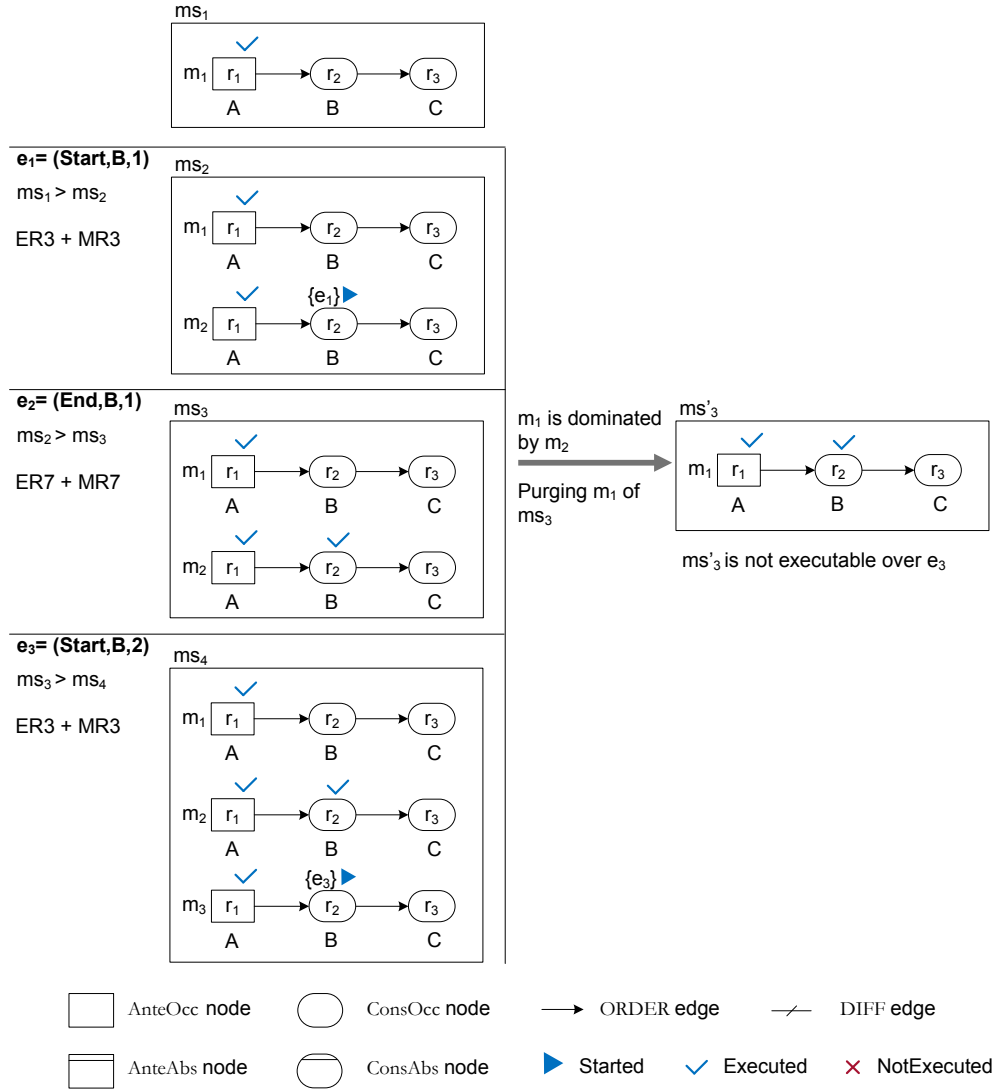 ms₁
m₁ r₁ r₂ r₃
A B C
e₁= (Start,B,1)
ms₁ > ms₂
ER3 + MR3
ms₂
m₁ r₁ r₂ r₃
A B C
{e₁}
m₂ r₁ r₂ r₃
A B C
e₂= (End,B,1)
ms₂ > ms₃
ER7 + MR7
ms₃
m₁ r₁ r₂ r₃
A B C
m₂ r₁ r₂ r₃
A B C
m₁ is dominated
by m₂
Purging m₁ of
ms₃
ms'₃
m₁ r₁ r₂ r₃
A B C
ms'₃ is not executable over e₃
e₃= (Start,B,2)
ms₃ > ms₄
ER3 + MR3
ms₄
m₁ r₁ r₂ r₃
A B C
m₂ r₁ r₂ r₃
A B C
{e₃}
m₃ r₁ r₂ r₃
A B C
AnteOcc node ConsOcc node ORDER edge DIFF edge
AnteAbs node ConsAbs node Started Executed NotExecuted